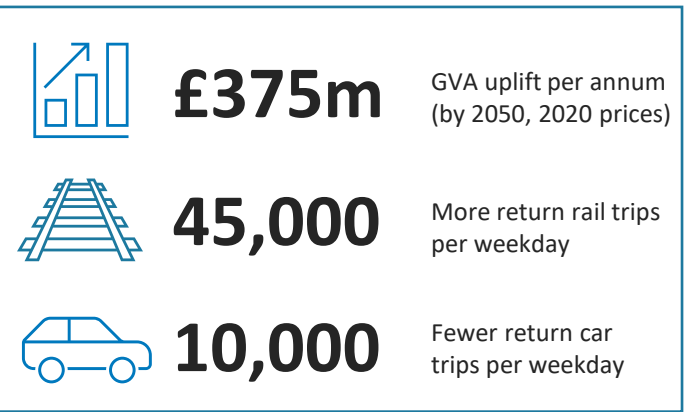 £375m
GVA uplift per annum
(by 2050, 2020 prices)
45,000
More return rail trips
per weekday
10,000
Fewer return car
trips per weekday